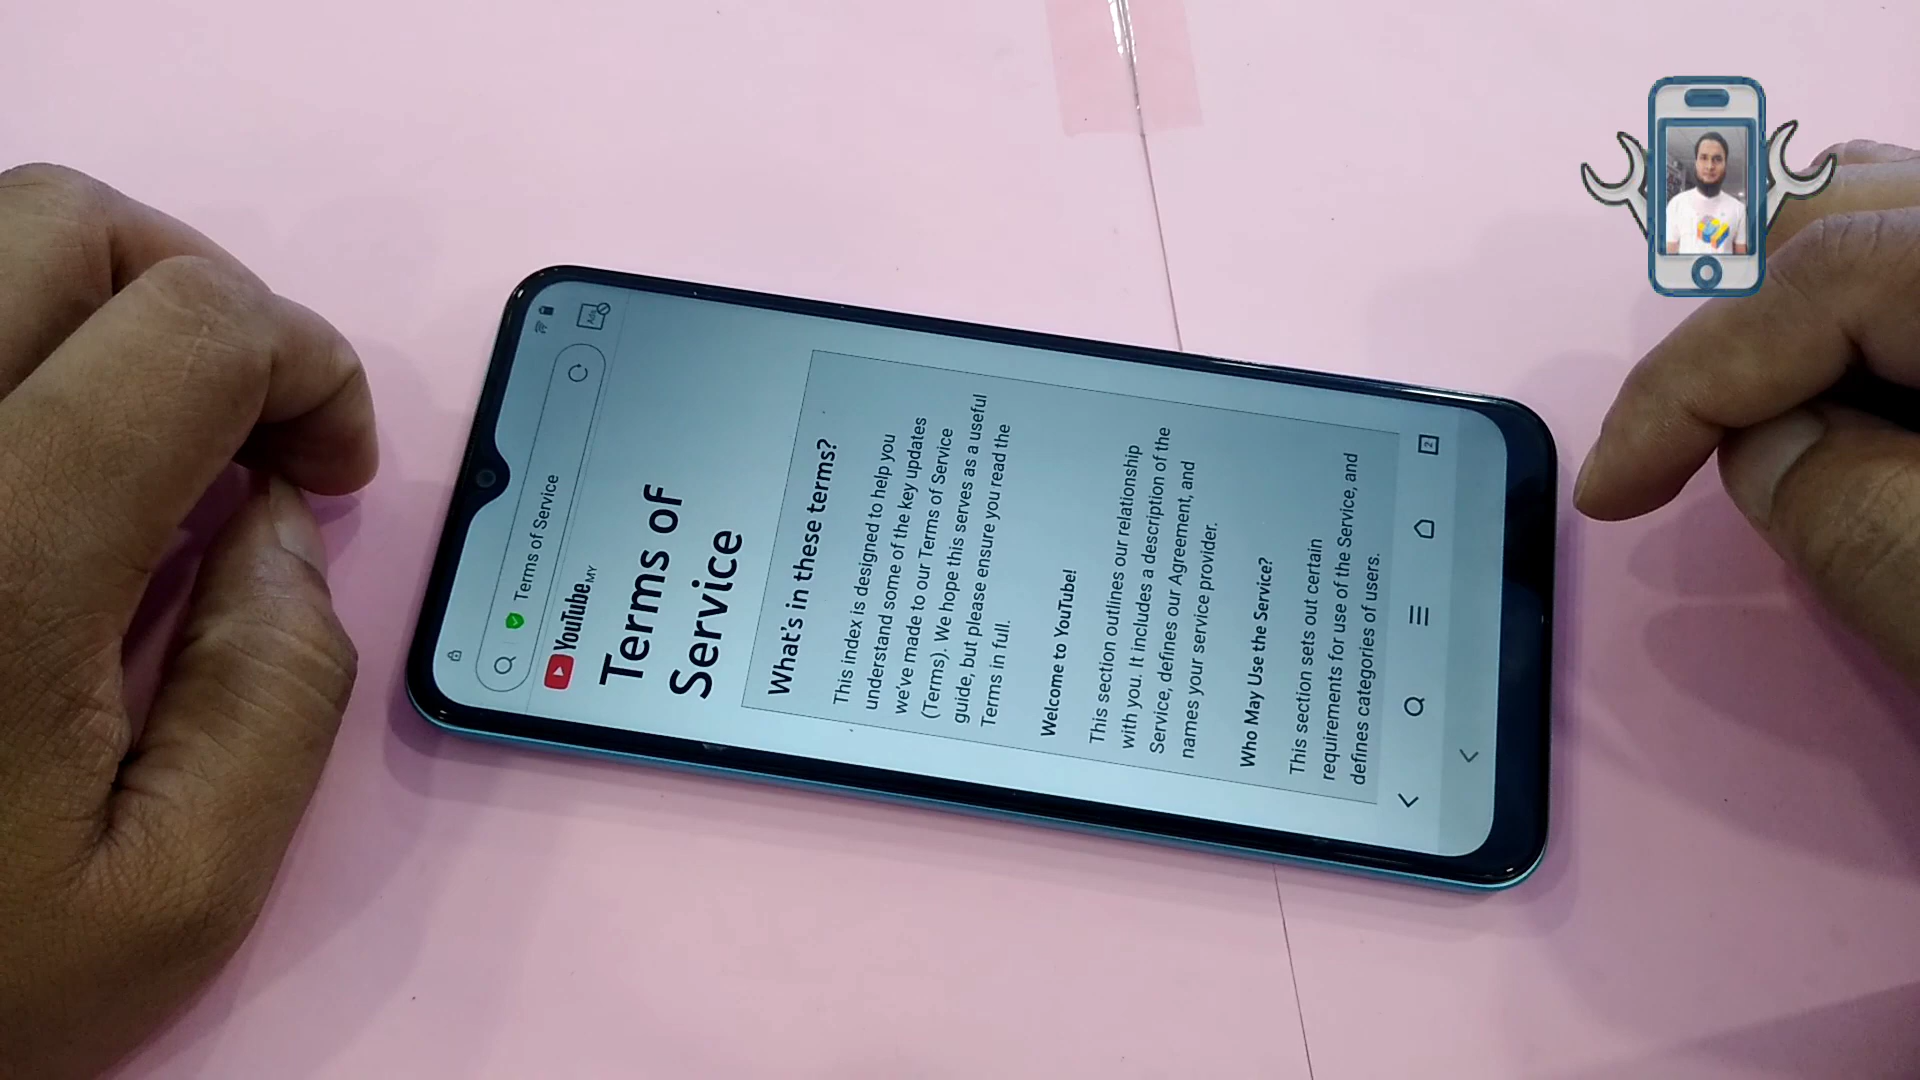 Terms of Service
Ads
YouTube MY
Terms of
Service
What's in these terms?
This index is designed to help you
understand some of the key updates
we've made to our Terms of Service
(Terms). We hope this serves as a useful
guide, but please ensure you read the
Terms in full.
Welcome to YouTube!
This section outlines our relationship
with you. It includes a description of the
Service, defines our Agreement, and
names your service provider.
Who May Use the Service?
This section sets out certain
requirements for use of the Service, and
defines categories of users.
2